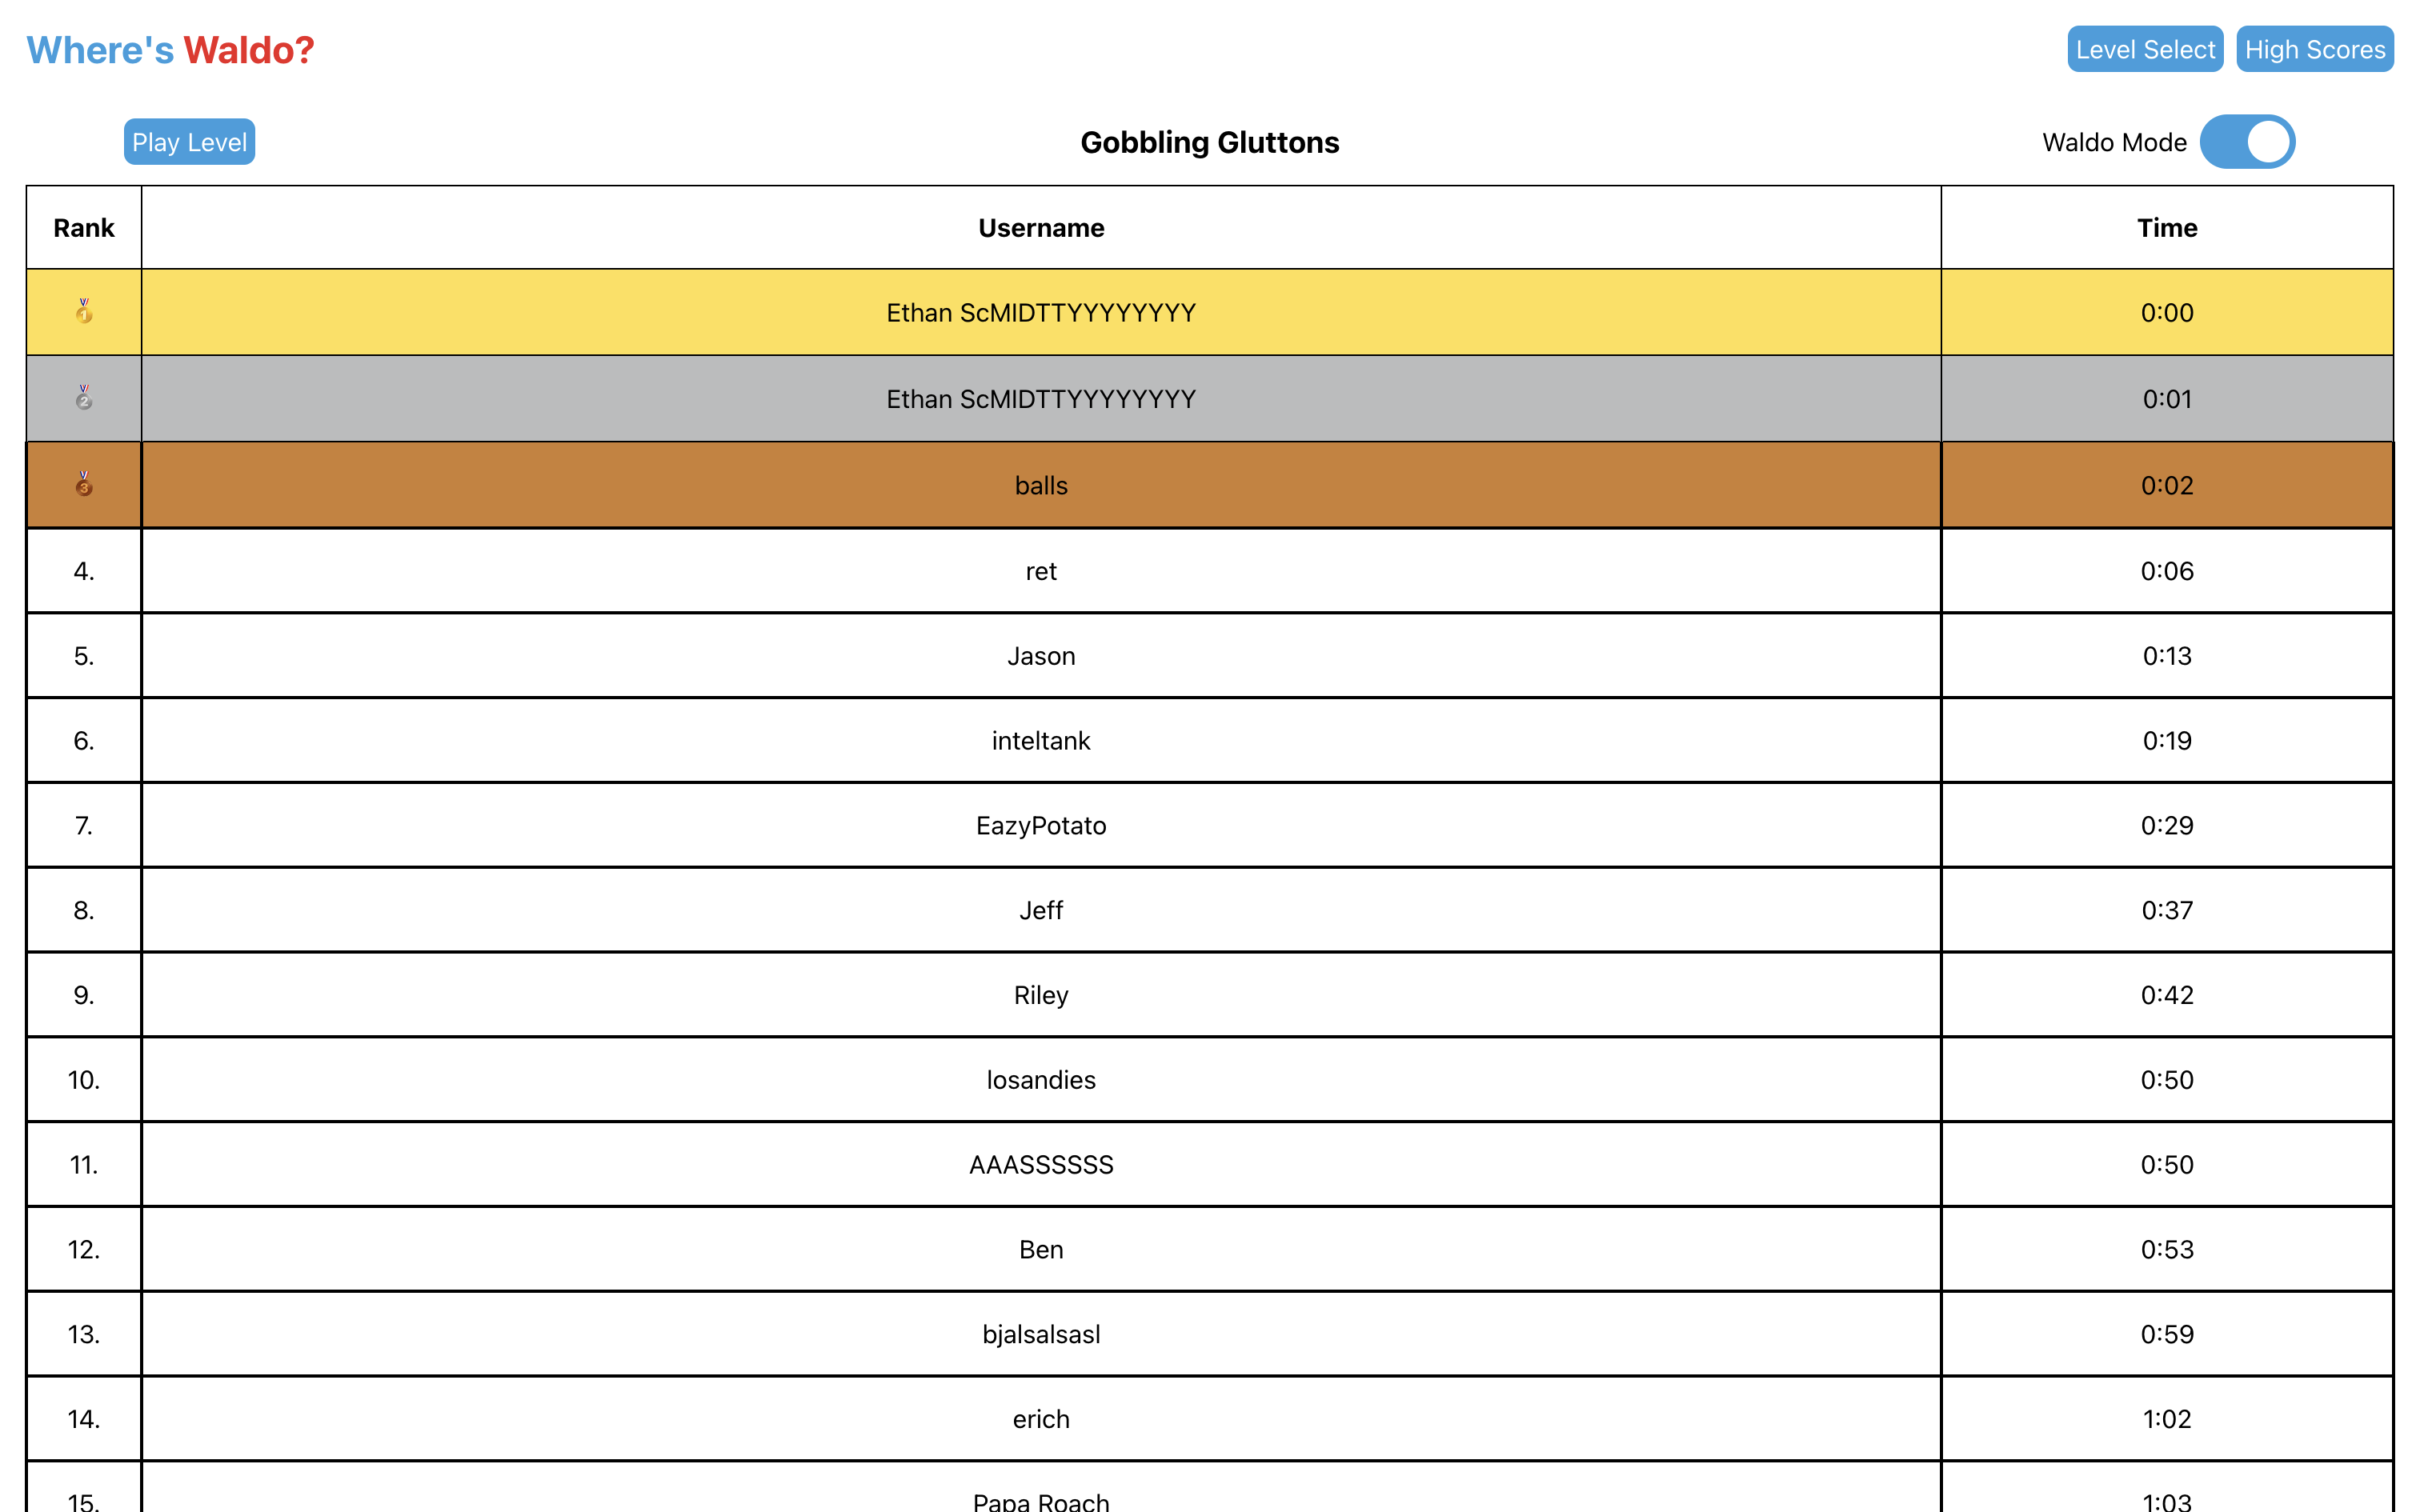 Where's Waldo? Level Select High Scores
Play Level Gobbling Gluttons Waldo Mode
Rank Username Time
1 Ethan ScMIDTTYYYYYYYY 0:00
2 Ethan ScMIDTTYYYYYYYY 0:01
3 balls 0:02
4. ret 0:06
5. Jason 0:13
6. inteltank 0:19
7. EazyPotato 0:29
8. Jeff 0:37
9. Riley 0:42
10. losandies 0:50
11. AAASSSSSS 0:50
12. Ben 0:53
13. bjalsalsasl 0:59
14. erich 1:02
15. Papa Roach 1:03